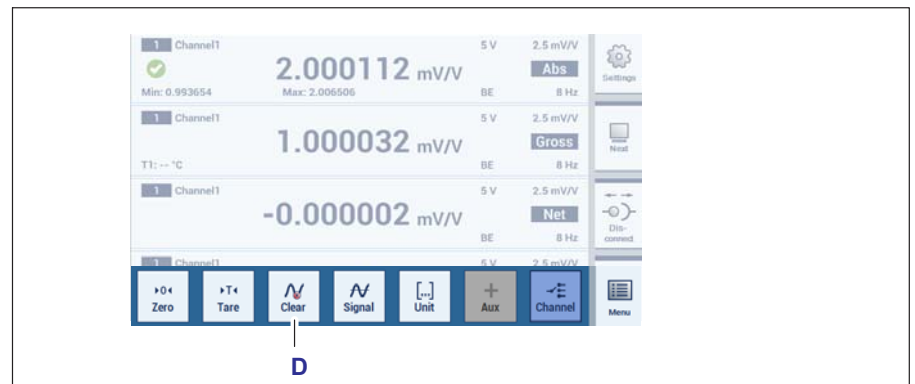 1 Channel1 5 V 2.5 mV/V
2.000112 mV/V Abs
Min: 0.993654 Max: 2.006506 BE 8 Hz
Settings
1 Channel1 5 V 2.5 mV/V
1.000032 mV/V Gross
T1: -- °C BE 8 Hz
Next
1 Channel1 5 V 2.5 mV/V
-0.000002 mV/V Net
BE 8 Hz
Dis-
connect
1 Channel1 5 V 2.5 mV/V
▸0◂ ▸T◂ [...] +
Zero Tare Clear Signal Unit Aux Channel Menu
D